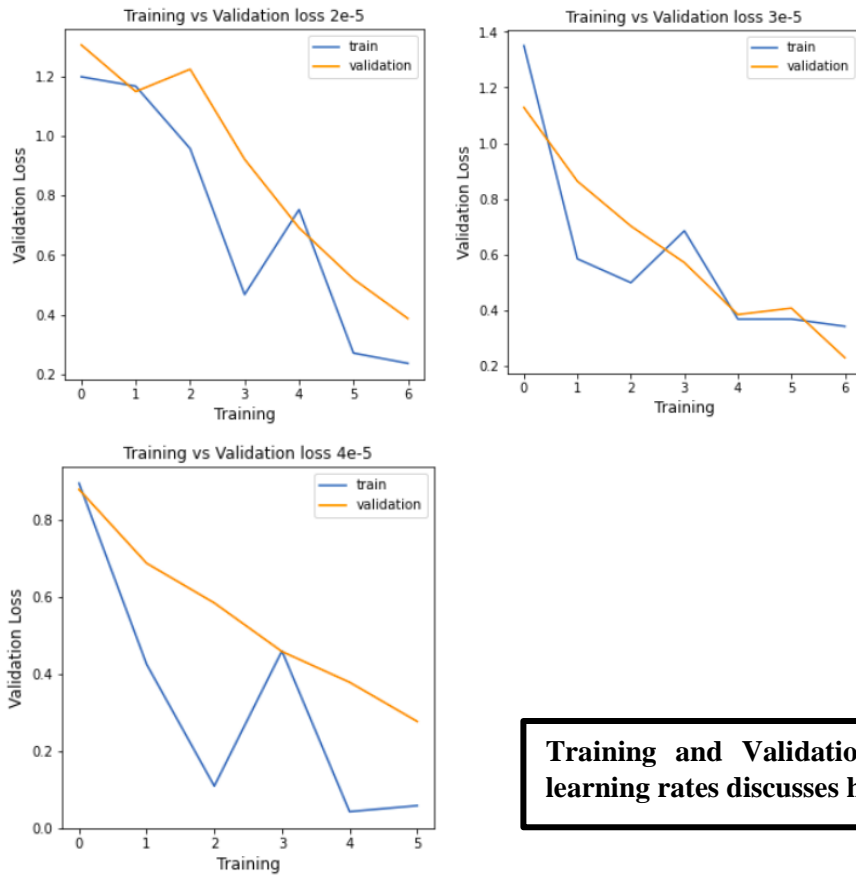 Training vs Validation loss 2e-5
train
validation
1.2
1.0
0.8
0.6
0.4
0.2
Validation Loss
0 1 2 3 4 5 6
Training
Training vs Validation loss 3e-5
train
validation
1.4
1.2
1.0
0.8
0.6
0.4
0.2
Validation Loss
0 1 2 3 4 5 6
Training
Training vs Validation loss 4e-5
train
validation
0.8
0.6
0.4
0.2
0.0
Validation Loss
0 1 2 3 4 5
Training
Training and Validatio
learning rates discusses